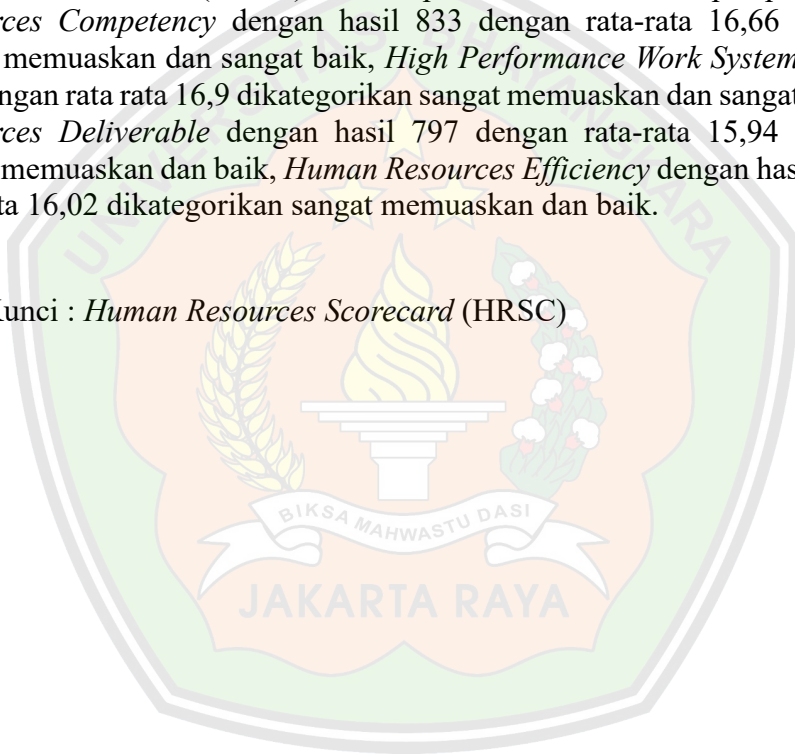 rces Competency dengan hasil 833 dengan rata-rata 16,66
memuaskan dan sangat baik, High Performance Work System
ngan rata rata 16,9 dikategorikan sangat memuaskan dan sangat
rces Deliverable dengan hasil 797 dengan rata-rata 15,94
memuaskan dan baik, Human Resources Efficiency dengan has
ta 16,02 dikategorikan sangat memuaskan dan baik.
Kunci : Human Resources Scorecard (HRSC)
UNIVERSITAS BHAYANGKARA
BIKSA MAHWASTU DASI
JAKARTA RAYA